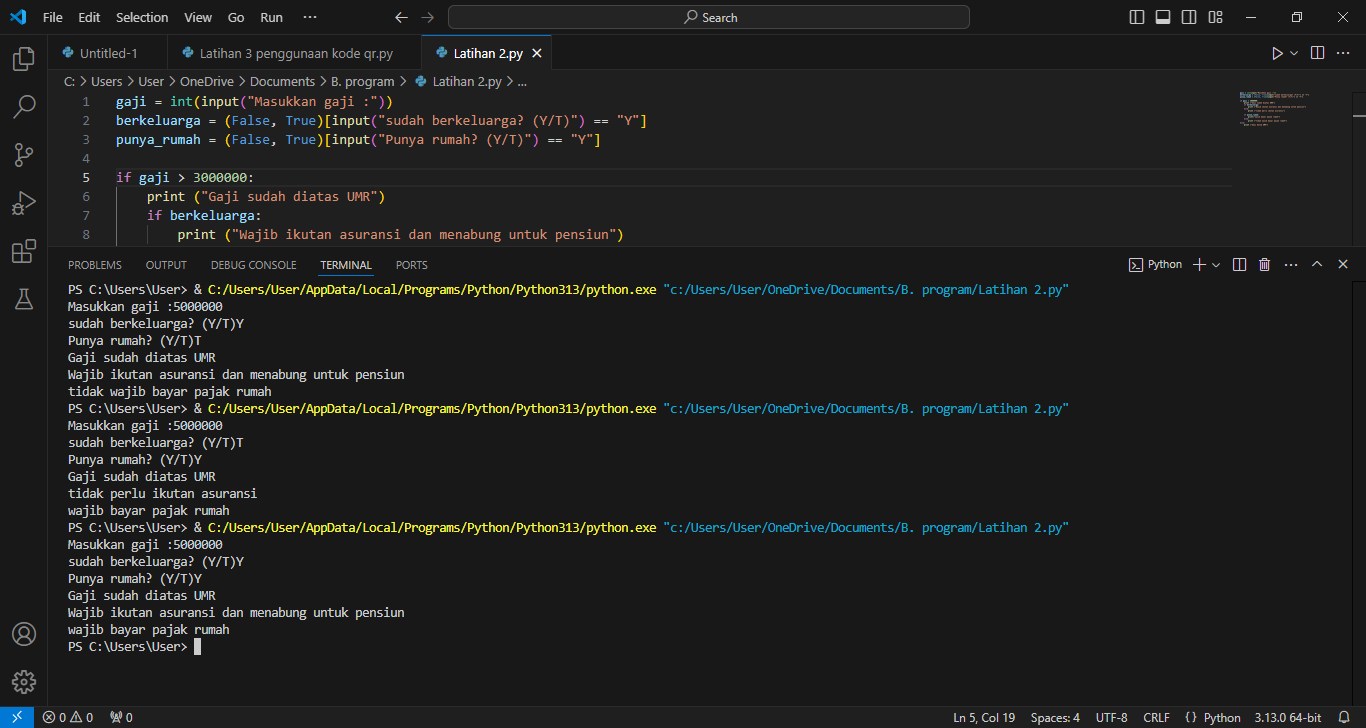 File Edit Selection View Go Run ··· Search
Untitled-1 Latihan 3 penggunaan kode qr.py Latihan 2.py
C: > Users > User > OneDrive > Documents > B. program > Latihan 2.py > ...
1 gaji = int(input("Masukkan gaji :"))
2 berkeluarga = (False, True)[input("sudah berkeluarga? (Y/T)") == "Y"]
3 punya_rumah = (False, True)[input("Punya rumah? (Y/T)") == "Y"]
4
5 if gaji > 3000000:
6 print ("Gaji sudah diatas UMR")
7 if berkeluarga:
8 print ("Wajib ikutan asuransi dan menabung untuk pensiun")
PROBLEMS OUTPUT DEBUG CONSOLE TERMINAL PORTS Python
PS C:\Users\User> & C:/Users/User/AppData/Local/Programs/Python/Python313/python.exe "c:/Users/User/OneDrive/Documents/B. program/Latihan 2.py"
Masukkan gaji :5000000
sudah berkeluarga? (Y/T)Y
Punya rumah? (Y/T)T
Gaji sudah diatas UMR
Wajib ikutan asuransi dan menabung untuk pensiun
tidak wajib bayar pajak rumah
PS C:\Users\User> & C:/Users/User/AppData/Local/Programs/Python/Python313/python.exe "c:/Users/User/OneDrive/Documents/B. program/Latihan 2.py"
Masukkan gaji :5000000
sudah berkeluarga? (Y/T)T
Punya rumah? (Y/T)Y
Gaji sudah diatas UMR
tidak perlu ikutan asuransi
wajib bayar pajak rumah
PS C:\Users\User> & C:/Users/User/AppData/Local/Programs/Python/Python313/python.exe "c:/Users/User/OneDrive/Documents/B. program/Latihan 2.py"
Masukkan gaji :5000000
sudah berkeluarga? (Y/T)Y
Punya rumah? (Y/T)Y
Gaji sudah diatas UMR
Wajib ikutan asuransi dan menabung untuk pensiun
wajib bayar pajak rumah
PS C:\Users\User>
0 0 0 Ln 5, Col 19 Spaces: 4 UTF-8 CRLF {} Python 3.13.0 64-bit